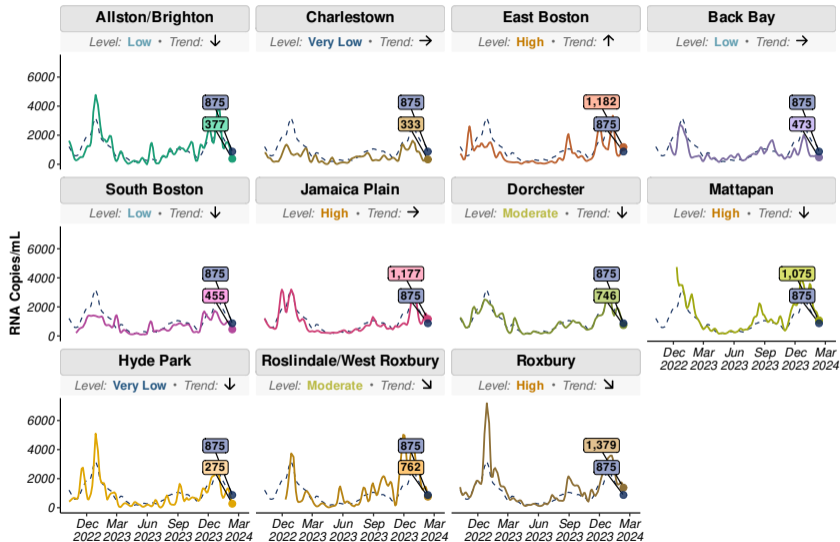 Allston/Brighton
Charlestown
East Boston
Back Bay
Level: Low • Trend: ↓
Level: Very Low • Trend: →
Level: High • Trend: ↑
Level: Low • Trend: →
6000
4000
2000
0
875
377
875
333
1,182
875
875
473
South Boston
Jamaica Plain
Dorchester
Mattapan
Level: Low • Trend: ↓
Level: High • Trend: →
Level: Moderate • Trend: ↓
Level: High • Trend: ↓
RNA Copies/mL
6000
4000
2000
0
875
455
1,177
875
875
746
1,075
875
Dec 2022
Mar 2023
Jun 2023
Sep 2023
Dec 2023
Mar 2024
Hyde Park
Roslindale/West Roxbury
Roxbury
Level: Very Low • Trend: ↓
Level: Moderate • Trend: ↘
Level: High • Trend: ↘
6000
4000
2000
0
875
275
875
762
1,379
875
Dec 2022
Mar 2023
Jun 2023
Sep 2023
Dec 2023
Mar 2024
Dec 2022
Mar 2023
Jun 2023
Sep 2023
Dec 2023
Mar 2024
Dec 2022
Mar 2023
Jun 2023
Sep 2023
Dec 2023
Mar 2024